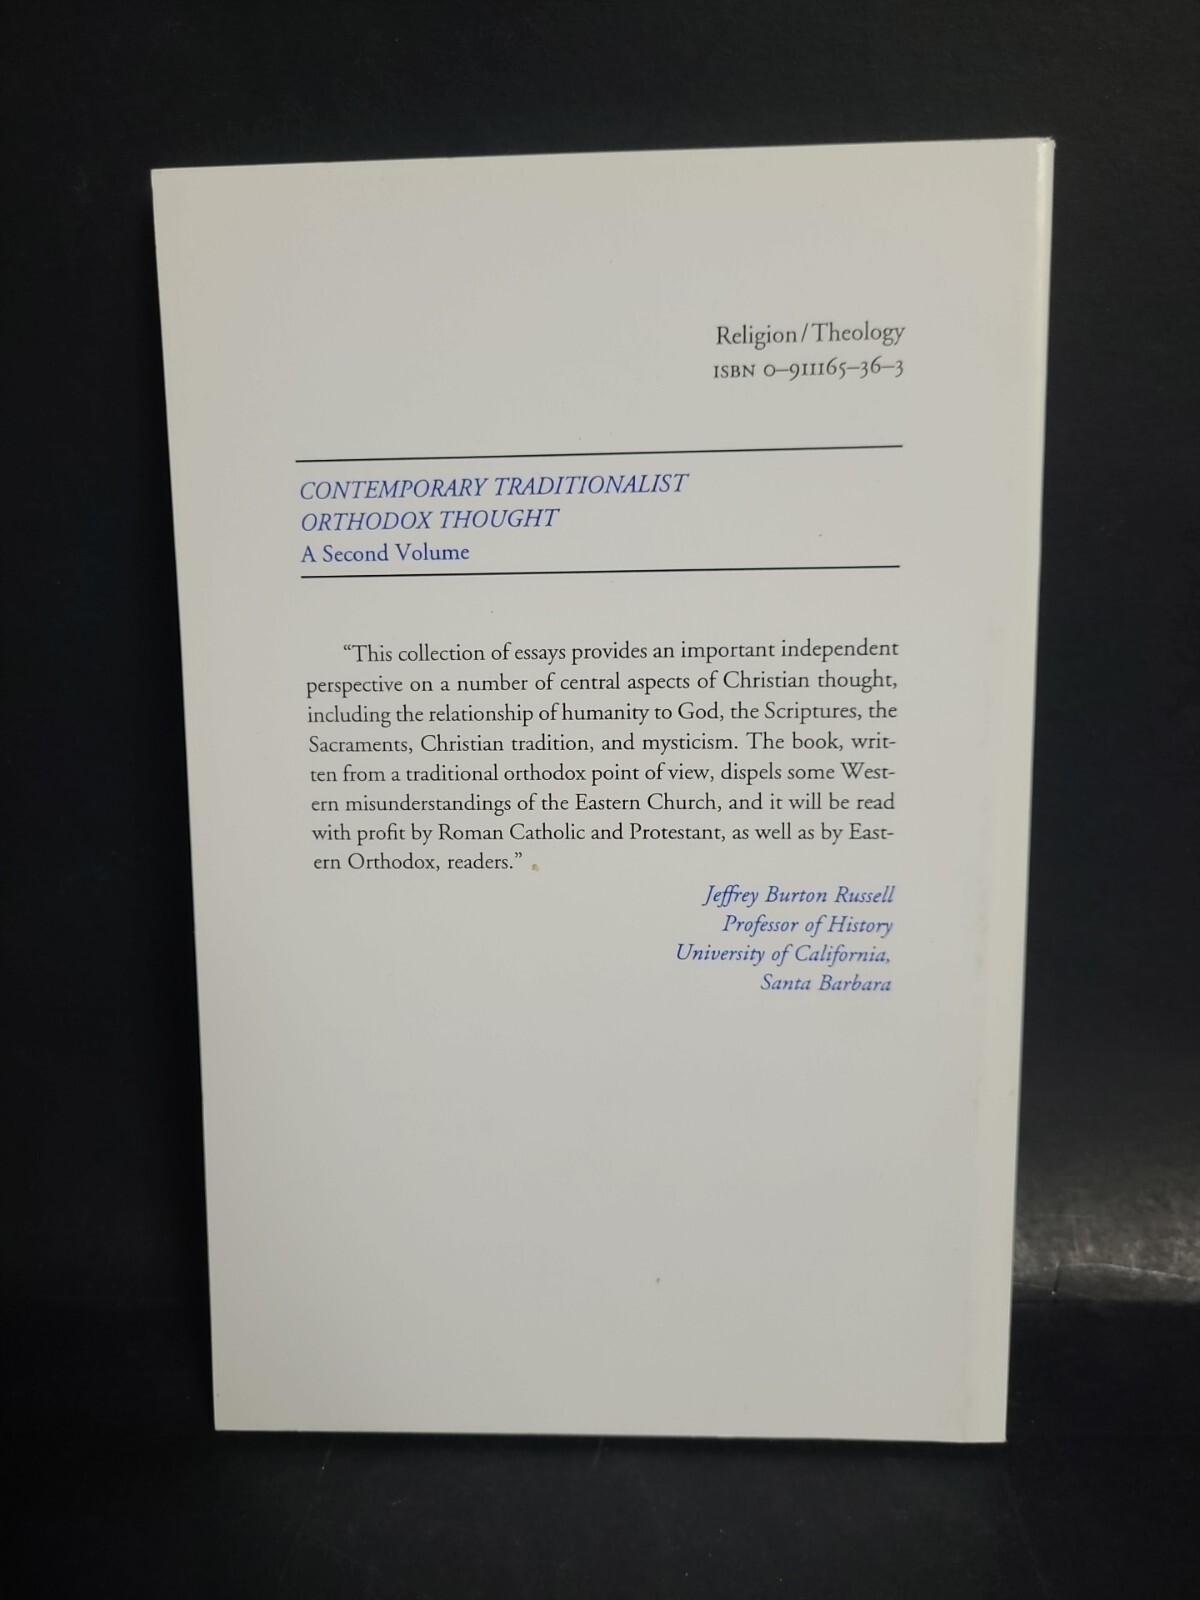 Religion/Theology
ISBN 0–911165–36–3
CONTEMPORARY TRADITIONALIST
ORTHODOX THOUGHT
A Second Volume
“This collection of essays provides an important independent
perspective on a number of central aspects of Christian thought,
including the relationship of humanity to God, the Scriptures, the
Sacraments, Christian tradition, and mysticism. The book, writ-
ten from a traditional orthodox point of view, dispels some West-
ern misunderstandings of the Eastern Church, and it will be read
with profit by Roman Catholic and Protestant, as well as by East-
ern Orthodox, readers.”
Jeffrey Burton Russell
Professor of History
University of California,
Santa Barbara